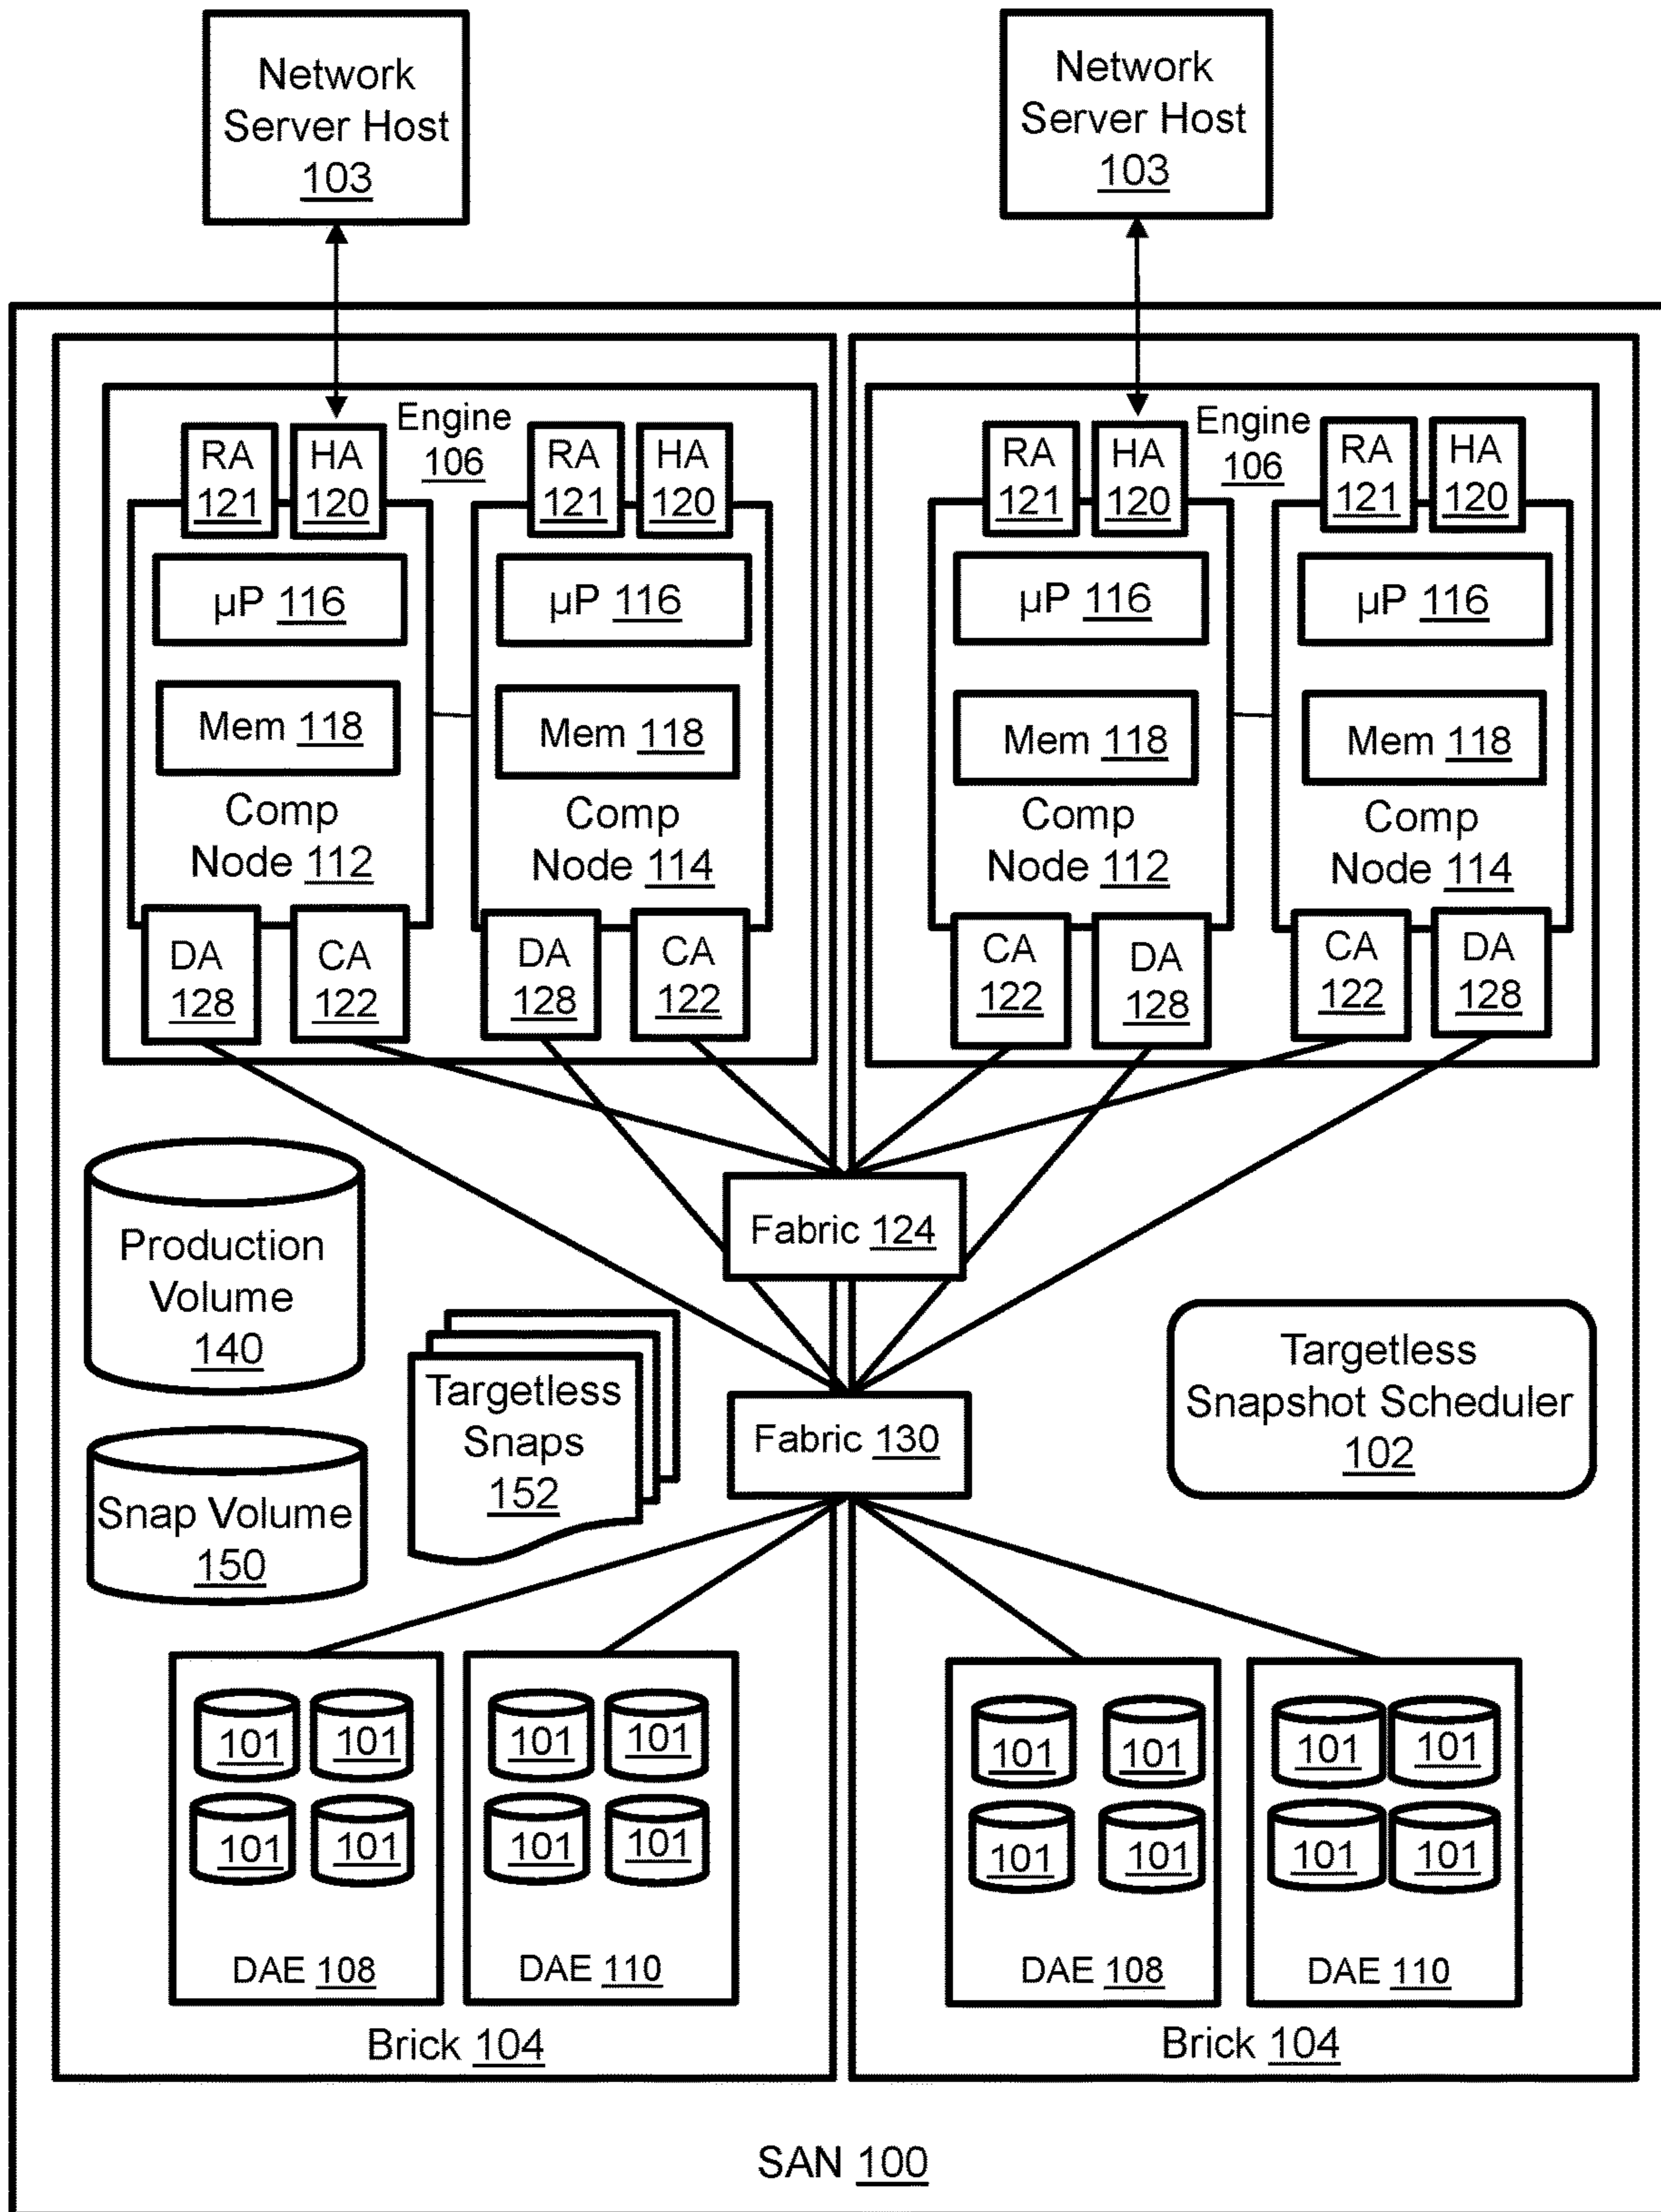 Network
Server Host
103
Network
Server Host
103
Engine
106
RA
121
HA
120
RA
121
HA
120
µP 116
µP 116
Mem 118
Mem 118
Comp
Node 112
Comp
Node 114
DA
128
CA
122
DA
128
CA
122
Engine
106
RA
121
HA
120
RA
121
HA
120
µP 116
µP 116
Mem 118
Mem 118
Comp
Node 112
Comp
Node 114
CA
122
DA
128
CA
122
DA
128
Fabric 124
Production
Volume
140
Targetless
Snaps
152
Fabric 130
Targetless
Snapshot Scheduler
102
Snap Volume
150
101
101
101
101
DAE 108
101
101
101
101
DAE 110
Brick 104
101
101
101
101
DAE 108
101
101
101
101
DAE 110
Brick 104
SAN 100